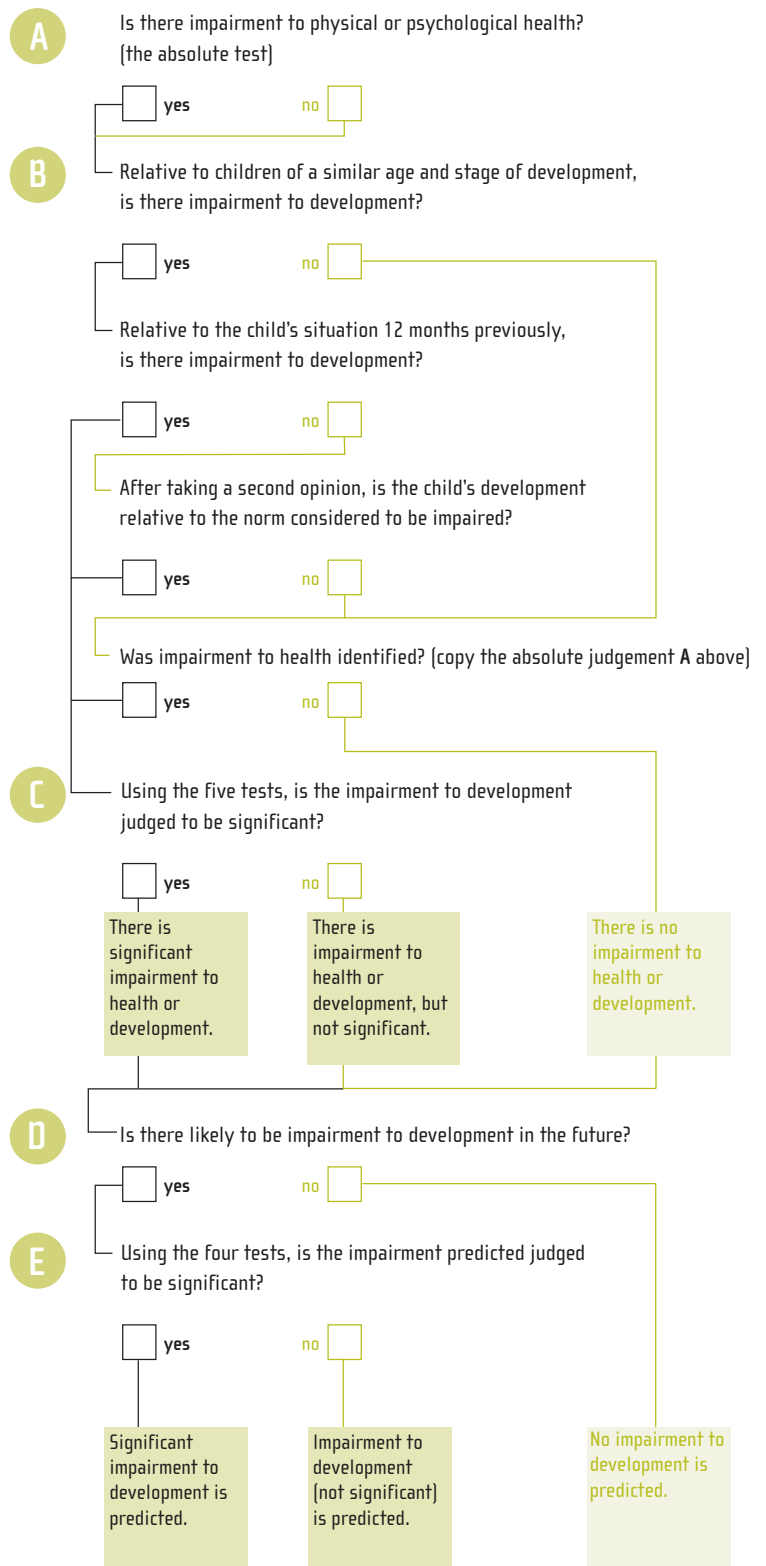 A
Is there impairment to physical or psychological health?
(the absolute test)
yes
no
B
Relative to children of a similar age and stage of development,
is there impairment to development?
yes
no
Relative to the child's situation 12 months previously,
is there impairment to development?
yes
no
After taking a second opinion, is the child's development
relative to the norm considered to be impaired?
yes
no
Was impairment to health identified? (copy the absolute judgement A above)
yes
no
C
Using the five tests, is the impairment to development
judged to be significant?
yes
no
There is
significant
impairment to
health or
development.
There is
impairment to
health or
development, but
not significant.
There is no
impairment to
health or
development.
D
Is there likely to be impairment to development in the future?
yes
no
E
Using the four tests, is the impairment predicted judged
to be significant?
yes
no
Significant
impairment to
development is
predicted.
Impairment to
development
(not significant)
is predicted.
No impairment to
development is
predicted.